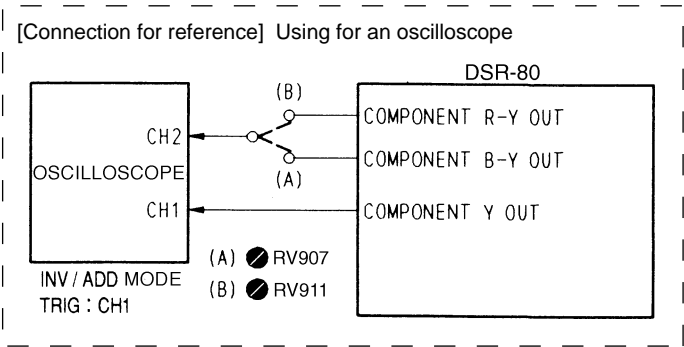 [Connection for reference] Using for an oscilloscope
DSR-80
(B)
COMPONENT R-Y OUT
CH2
COMPONENT B-Y OUT
OSCILLOSCOPE
(A)
CH1
COMPONENT Y OUT
(A) RV907
INV / ADD MODE
(B) RV911
TRIG : CH1